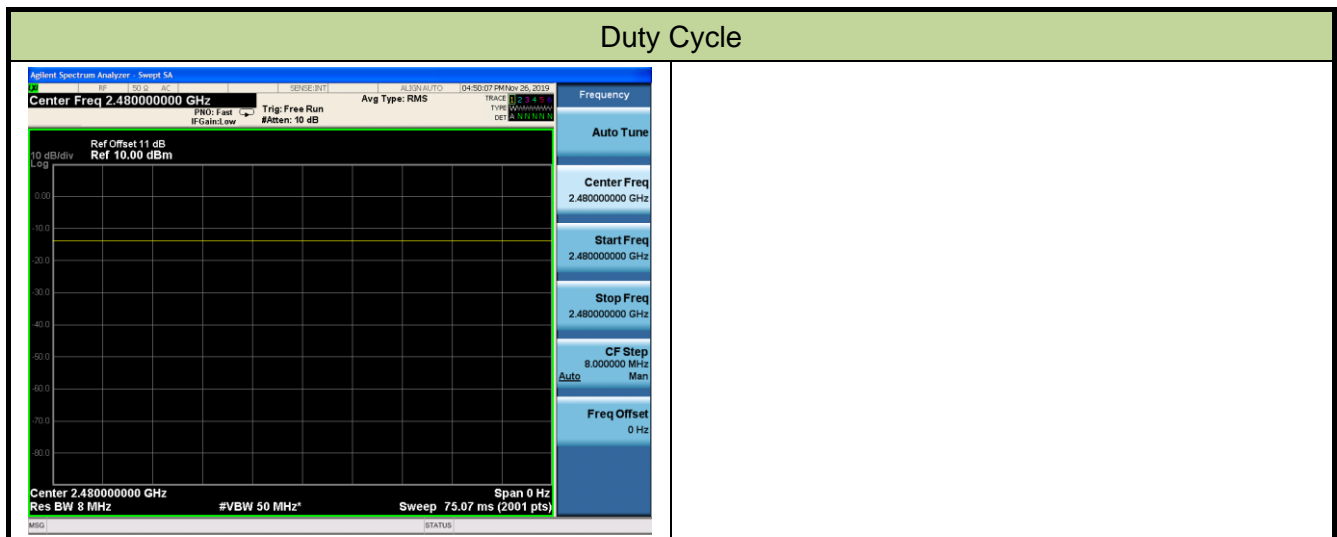 Duty Cycle
Agilent Spectrum Analyzer - Swept SA
RF 50 Ω AC SENSE:INT ALIGN AUTO 04:50:07 PM Nov 26, 2019
Center Freq 2.480000000 GHz
PNO: Fast
IFGain:Low
Trig: Free Run
#Atten: 10 dB
Avg Type: RMS
TRACE 1 2 3 4 5 6
TYPE
DET A N N N N N
Ref Offset 11 dB
10 dB/div Ref 10.00 dBm
Log
0.00
-10.0
-20.0
-30.0
-40.0
-50.0
-60.0
-70.0
-80.0
Center 2.480000000 GHz Span 0 Hz
Res BW 8 MHz #VBW 50 MHz* Sweep 75.07 ms (2001 pts)
MSG STATUS
Frequency
Auto Tune
Center Freq
2.480000000 GHz
Start Freq
2.480000000 GHz
Stop Freq
2.480000000 GHz
CF Step
8.000000 MHz
Auto Man
Freq Offset
0 Hz